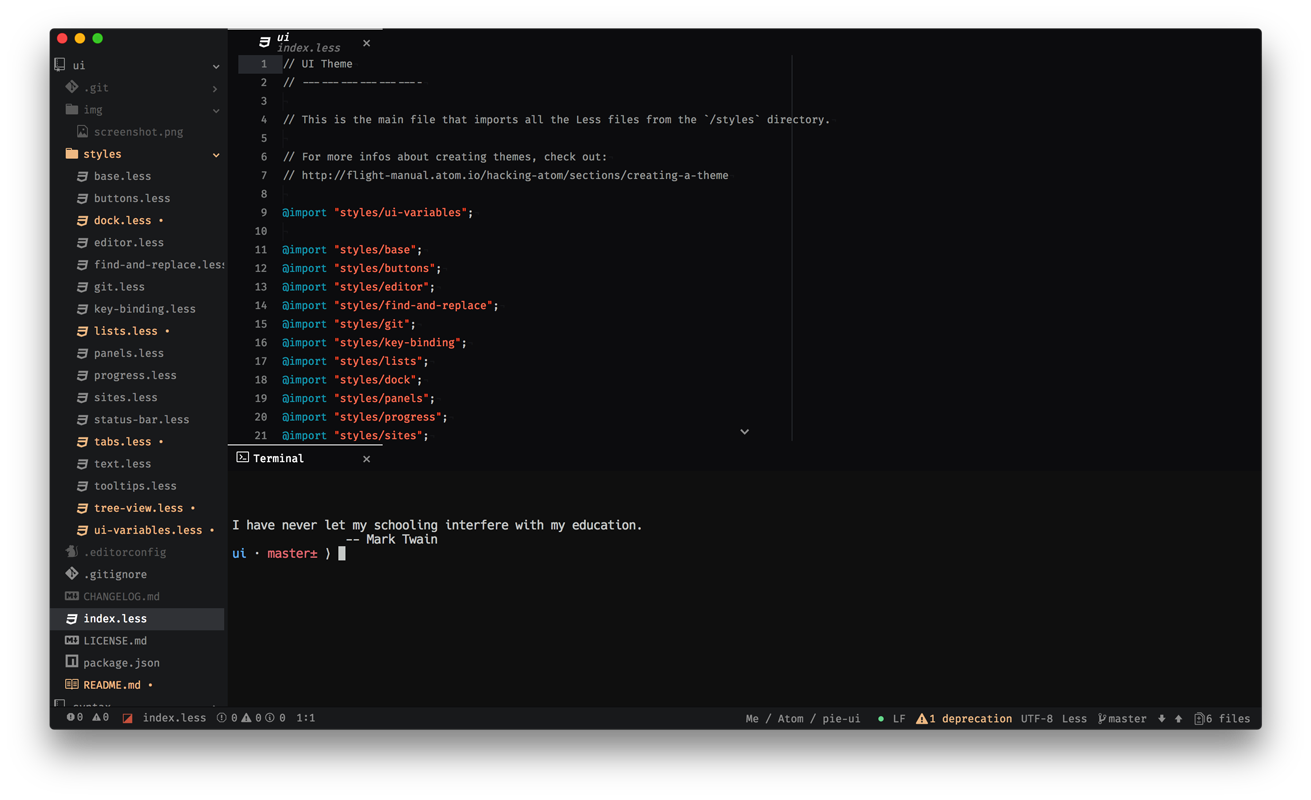 ui
.git
img
screenshot.png
styles
base.less
buttons.less
dock.less •
editor.less
find-and-replace.less
git.less
key-binding.less
lists.less •
panels.less
progress.less
sites.less
status-bar.less
tabs.less •
text.less
tooltips.less
tree-view.less •
ui-variables.less •
.editorconfig
.gitignore
CHANGELOG.md
index.less
LICENSE.md
package.json
README.md •
ui
index.less ×
1 // UI Theme
2 // -------------------
3
4 // This is the main file that imports all the Less files from the `/styles` directory.
5
6 // For more infos about creating themes, check out:
7 // http://flight-manual.atom.io/hacking-atom/sections/creating-a-theme
8
9 @import "styles/ui-variables";
10
11 @import "styles/base";
12 @import "styles/buttons";
13 @import "styles/editor";
14 @import "styles/find-and-replace";
15 @import "styles/git";
16 @import "styles/key-binding";
17 @import "styles/lists";
18 @import "styles/dock";
19 @import "styles/panels";
20 @import "styles/progress";
21 @import "styles/sites";
Terminal ×
I have never let my schooling interfere with my education.
-- Mark Twain
ui · master± ⟩
0 0 index.less 0 0 0 1:1 Me / Atom / pie-ui LF 1 deprecation UTF-8 Less master 6 files